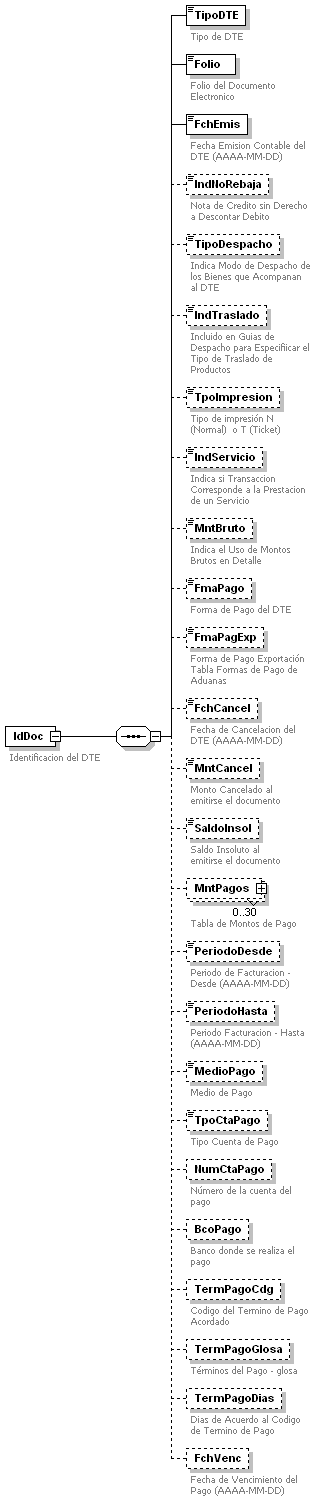 TipoDTE
Tipo de DTE
Folio
Folio del Documento
Electronico
FchEmis
Fecha Emision Contable del
DTE (AAAA-MM-DD)
IndNoRebaja
Nota de Credito sin Derecho
a Descontar Debito
TipoDespacho
Indica Modo de Despacho de
los Bienes que Acompanan
al DTE
IndTraslado
Incluido en Guias de
Despacho para Especifiicar el
Tipo de Traslado de
Productos
TpoImpresion
Tipo de impresión N
(Normal)  o T (Ticket)
IndServicio
Indica si Transaccion
Corresponde a la Prestacion
de un Servicio
MntBruto
Indica el Uso de Montos
Brutos en Detalle
FmaPago
Forma de Pago del DTE
FmaPagExp
Forma de Pago Exportación
Tabla Formas de Pago de
Aduanas
FchCancel
Fecha de Cancelacion del
DTE (AAAA-MM-DD)
IdDoc
Identificacion del DTE
MntCancel
Monto Cancelado al
emitirse el documento
SaldoInsol
Saldo Insoluto al
emitirse el documento
MntPagos
0..30
Tabla de Montos de Pago
PeriodoDesde
Periodo de Facturacion -
Desde (AAAA-MM-DD)
PeriodoHasta
Periodo Facturacion - Hasta
(AAAA-MM-DD)
MedioPago
Medio de Pago
TpoCtaPago
Tipo Cuenta de Pago
NumCtaPago
Número de la cuenta del
pago
BcoPago
Banco donde se realiza el
pago
TermPagoCdg
Codigo del Termino de Pago
Acordado
TermPagoGlosa
Términos del Pago - glosa
TermPagoDias
Dias de Acuerdo al Codigo
de Termino de Pago
FchVenc
Fecha de Vencimiento del
Pago (AAAA-MM-DD)